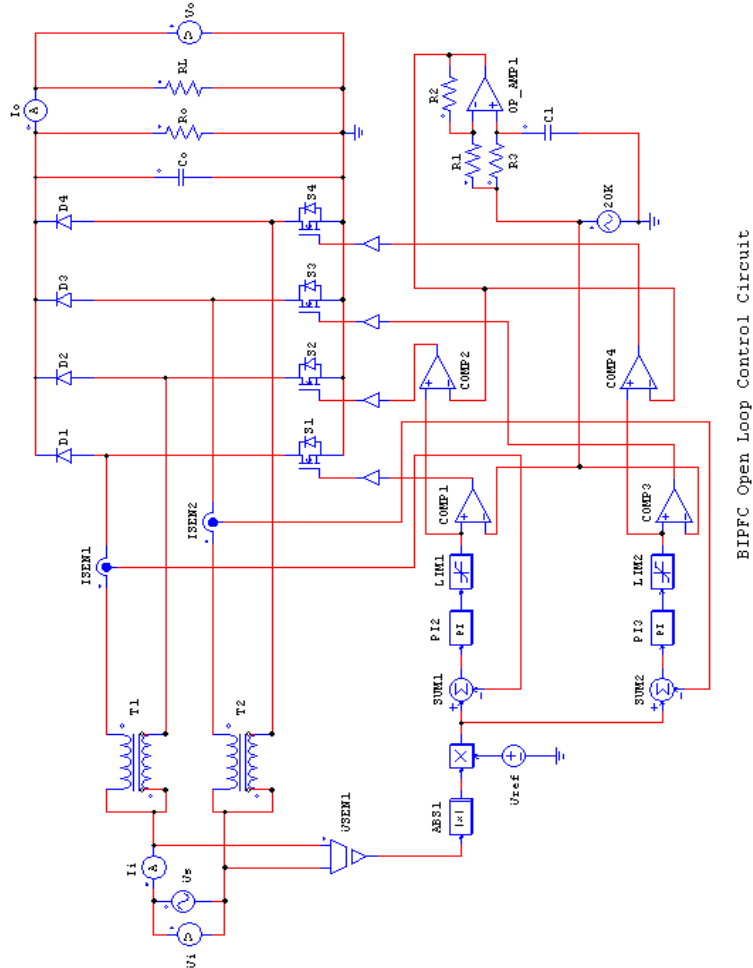 Io
A
D1
D2
D3
D4
ISEN1
T1
Ii
A
Vi
V
Vs
Co
Ro
RL
Vo
V
ISEN2
T2
S1
S2
S3
S4
VSEN1
ABS1
|x|
X
Vref
SUM1
Σ
PI2
PI
LIM1
COMP1
COMP2
R1
R2
R3
OP_AMP1
C1
20K
SUM2
Σ
PI3
PI
LIM2
COMP3
COMP4
BIPFC Open Loop Control Circuit